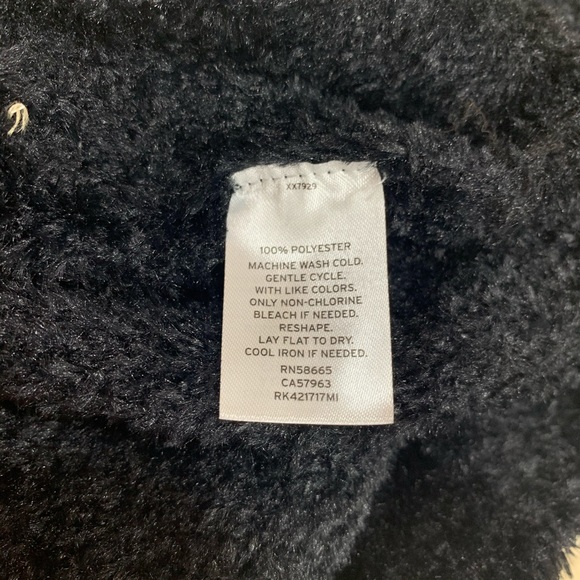 XX7929
100% POLYESTER
MACHINE WASH COLD.
GENTLE CYCLE.
WITH LIKE COLORS.
ONLY NON-CHLORINE
BLEACH IF NEEDED.
RESHAPE.
LAY FLAT TO DRY.
COOL IRON IF NEEDED.
RN58665
CA57963
RK421717MI